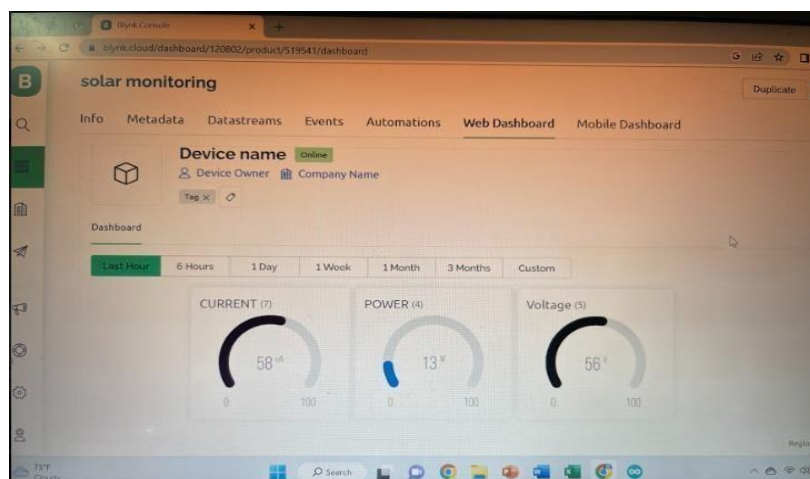 Blynk Console
blynk.cloud/dashboard/120802/product/519541/dashboard
B
solar monitoring
Duplicate
Info Metadata Datastreams Events Automations Web Dashboard Mobile Dashboard
Device name Online
Device Owner Company Name
Tag ×
Dashboard
Last Hour 6 Hours 1 Day 1 Week 1 Month 3 Months Custom
CURRENT (7) POWER (4) Voltage (5)
58 13 56 V
0 100 0 100 0 100
75°F
Search